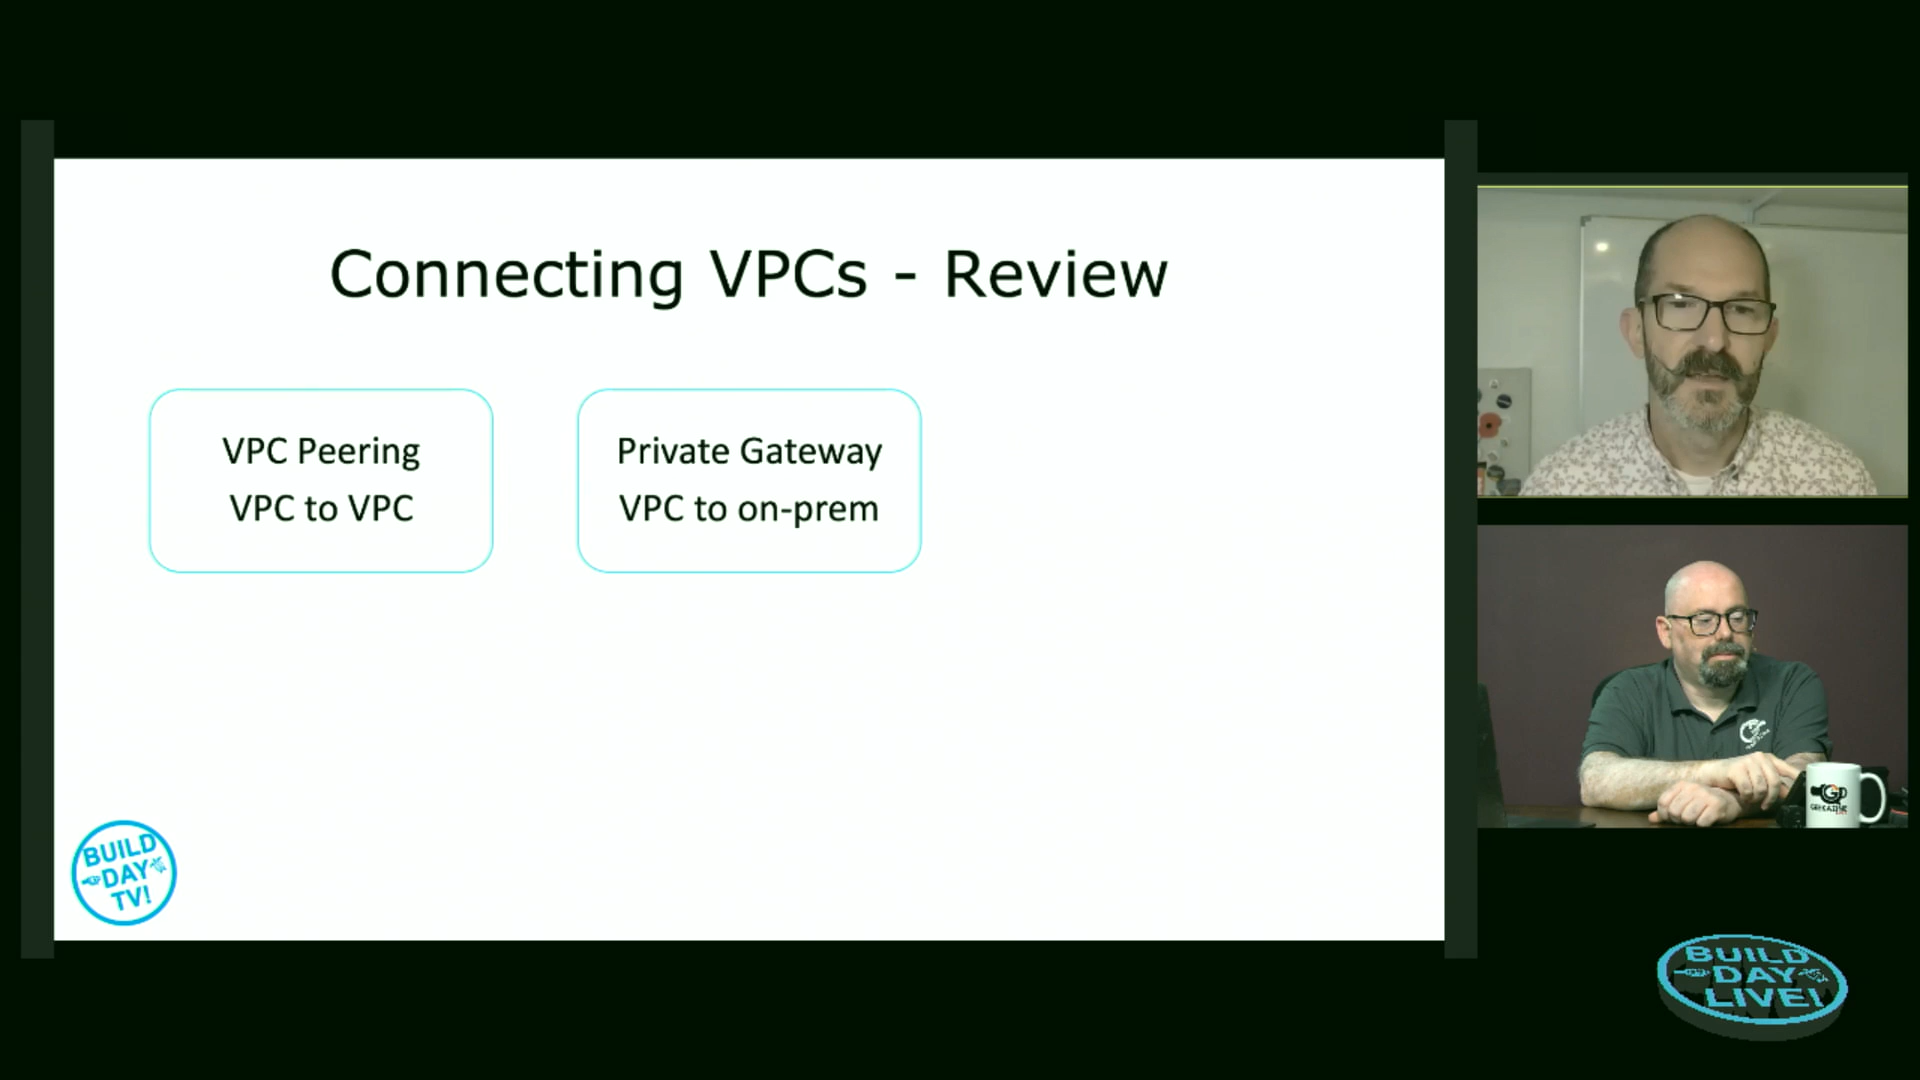 Connecting VPCs - Review
VPC Peering
VPC to VPC
Private Gateway
VPC to on-prem
BUILD
DAY
TV!
BUILD
DAY
LIVE!